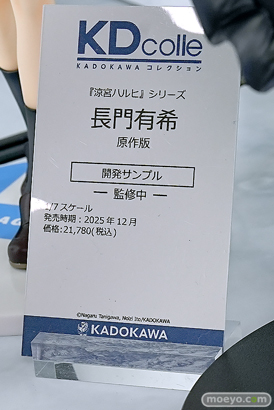 KDcolle
KADOKAWA コレクション
『涼宮ハルヒ』シリーズ
長門有希
原作版
開発サンプル
監修中
1/7スケール
発売時期：2025年12月
価格：21,780(税込)
©Nagaru Tanigawa, Noizi Ito/KADOKAWA
KADOKAWA
moeyo.com